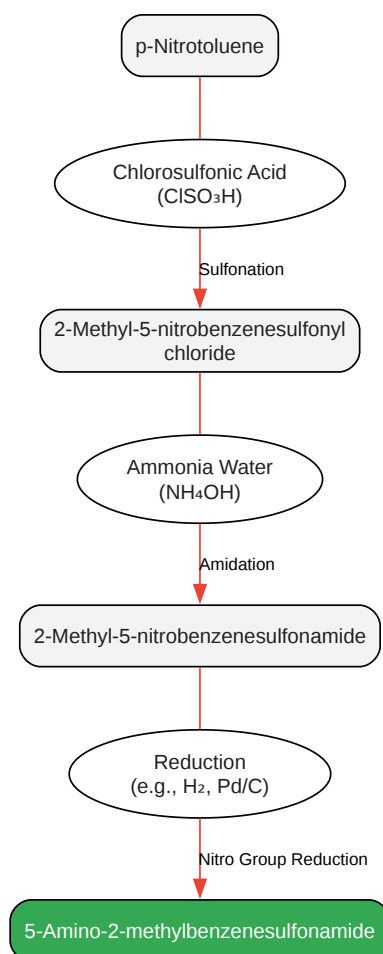 p-Nitrotoluene
Chlorosulfonic Acid
(ClSO₃H)
Sulfonation
2-Methyl-5-nitrobenzenesulfonyl
chloride
Ammonia Water
(NH₄OH)
Amidation
2-Methyl-5-nitrobenzenesulfonamide
Reduction
(e.g., H₂, Pd/C)
Nitro Group Reduction
5-Amino-2-methylbenzenesulfonamide